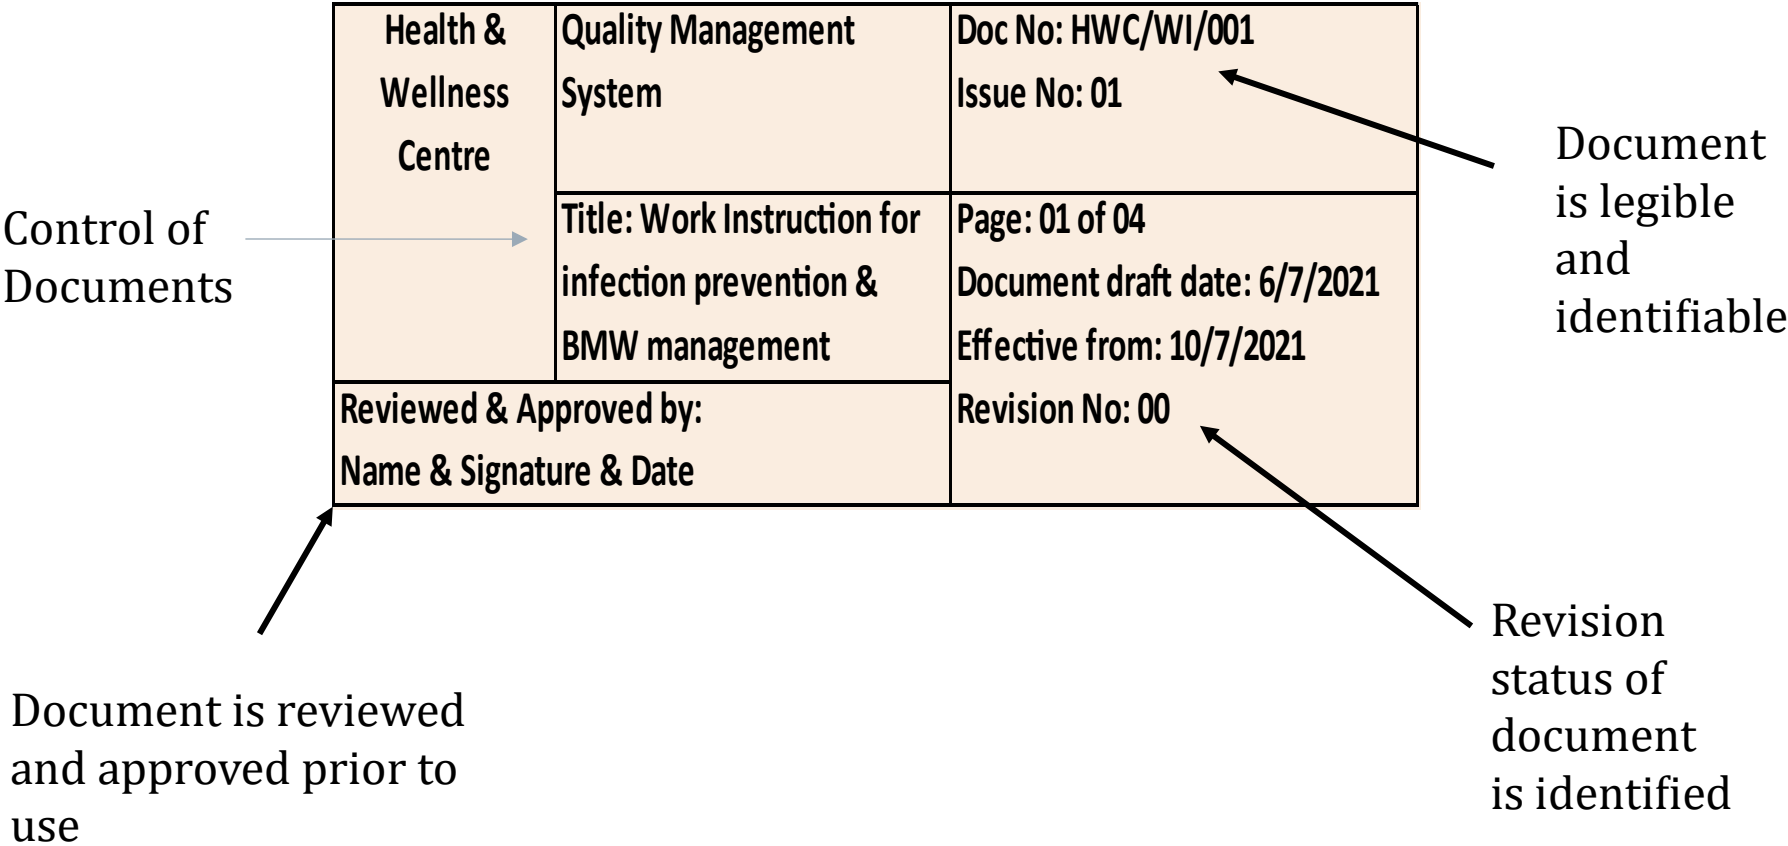 Health &
Wellness
Centre
Quality Management
System
Doc No: HWC/WI/001
Issue No: 01
Title: Work Instruction for
infection prevention &
BMW management
Page: 01 of 04
Document draft date: 6/7/2021
Effective from: 10/7/2021
Revision No: 00
Reviewed & Approved by:
Name & Signature & Date
Control of
Documents
Document
is legible
and
identifiable
Document is reviewed
and approved prior to
use
Revision
status of
document
is identified